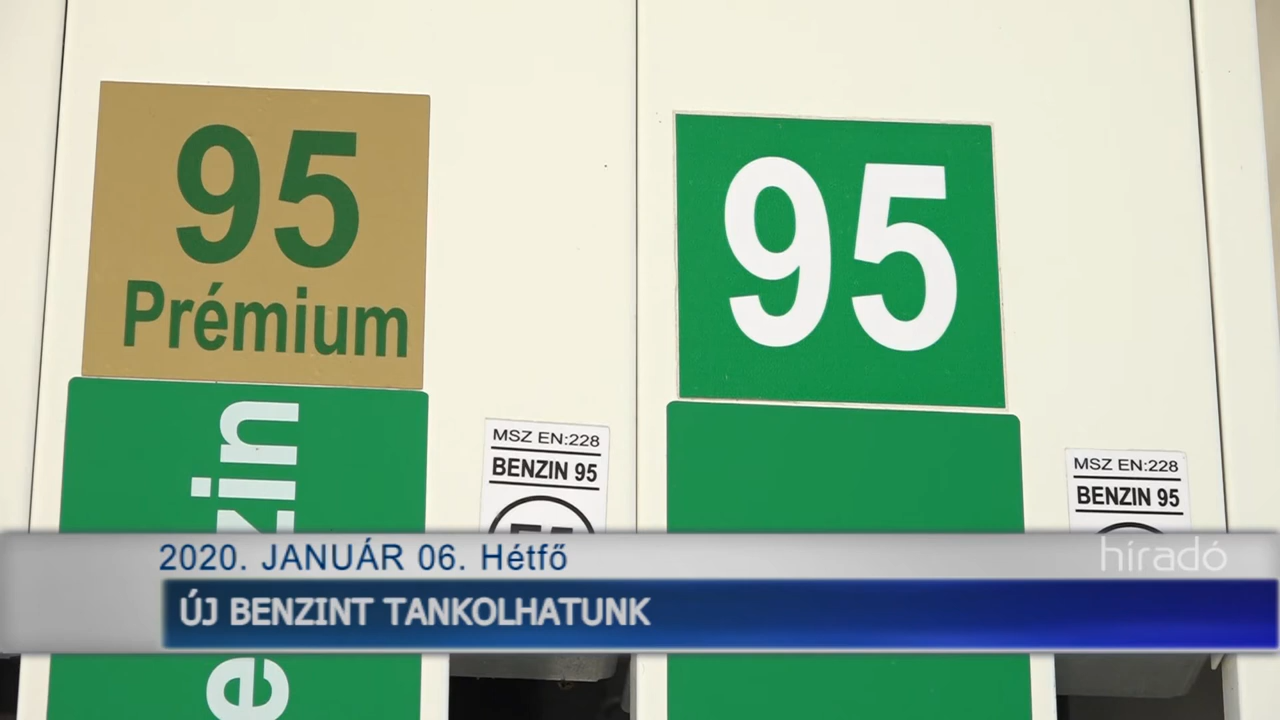 95
Prémium
95
MSZ EN:228
BENZIN 95
MSZ EN:228
BENZIN 95
2020. JANUÁR 06. Hétfő
híradó
ÚJ BENZINT TANKOLHATUNK